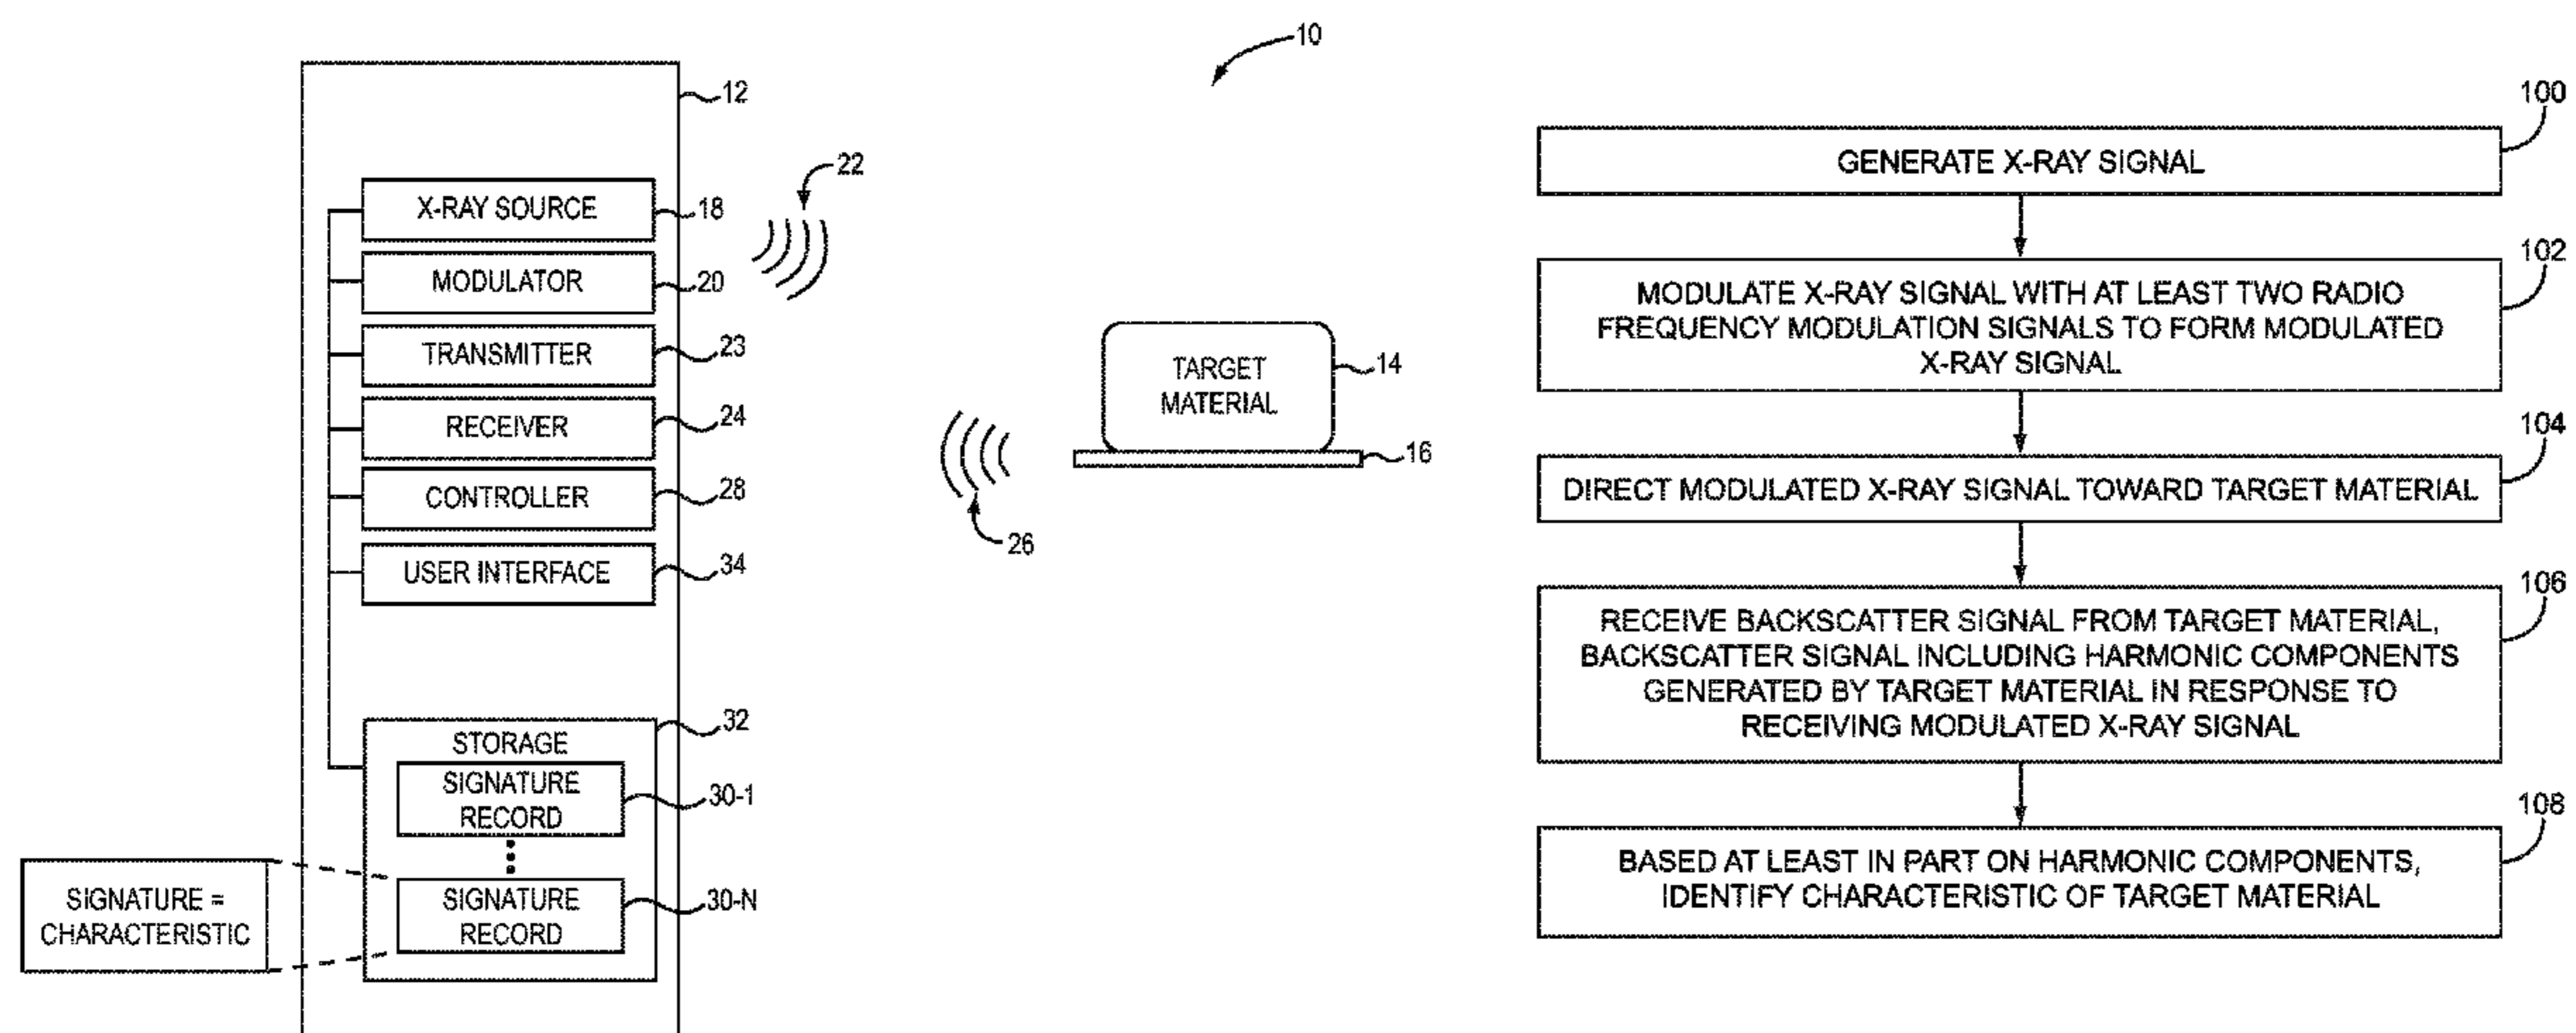 10
12
X-RAY SOURCE
18
MODULATOR
20
TRANSMITTER
23
RECEIVER
24
CONTROLLER
28
USER INTERFACE
34
STORAGE
32
SIGNATURE
RECORD
30-1
SIGNATURE
RECORD
30-N
SIGNATURE =
CHARACTERISTIC
22
26
TARGET
MATERIAL
14
16
100
GENERATE X-RAY SIGNAL
102
MODULATE X-RAY SIGNAL WITH AT LEAST TWO RADIO
FREQUENCY MODULATION SIGNALS TO FORM MODULATED
X-RAY SIGNAL
104
DIRECT MODULATED X-RAY SIGNAL TOWARD TARGET MATERIAL
106
RECEIVE BACKSCATTER SIGNAL FROM TARGET MATERIAL,
BACKSCATTER SIGNAL INCLUDING HARMONIC COMPONENTS
GENERATED BY TARGET MATERIAL IN RESPONSE TO
RECEIVING MODULATED X-RAY SIGNAL
108
BASED AT LEAST IN PART ON HARMONIC COMPONENTS,
IDENTIFY CHARACTERISTIC OF TARGET MATERIAL